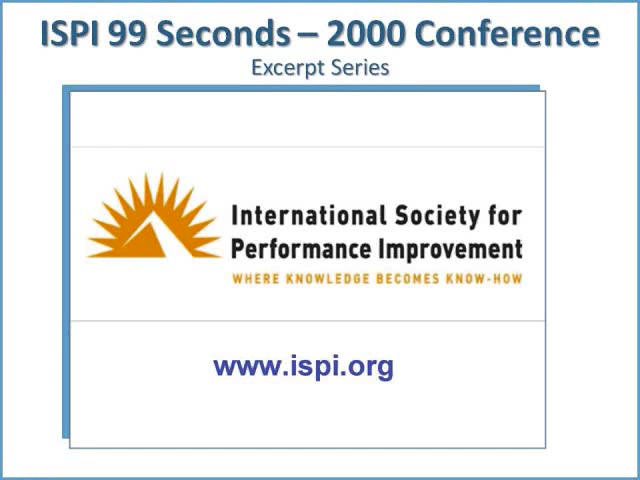 ISPI 99 Seconds – 2000 Conference
Excerpt Series
International Society for
Performance Improvement
WHERE KNOWLEDGE BECOMES KNOW-HOW
www.ispi.org